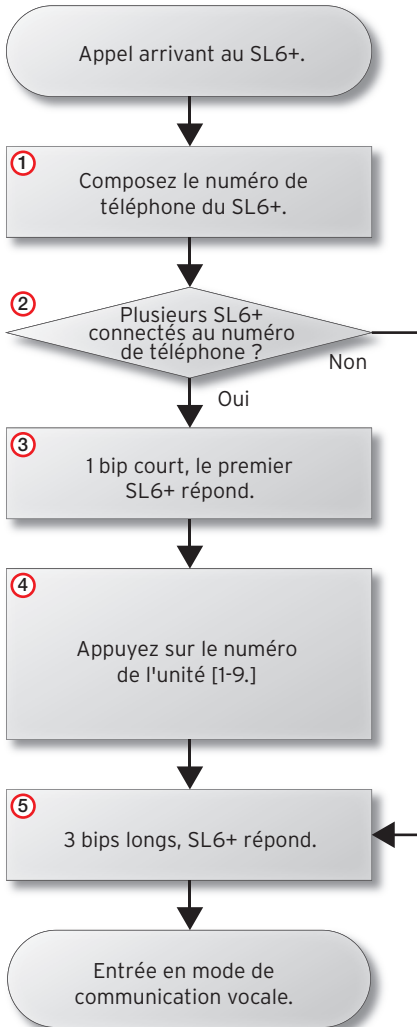 Appel arrivant au SL6+.
1
Composez le numéro de
téléphone du SL6+.
2
Plusieurs SL6+
connectés au numéro
de téléphone ?
Non
Oui
3
1 bip court, le premier
SL6+ répond.
4
Appuyez sur le numéro
de l'unité [1-9.]
5
3 bips longs, SL6+ répond.
Entrée en mode de
communication vocale.